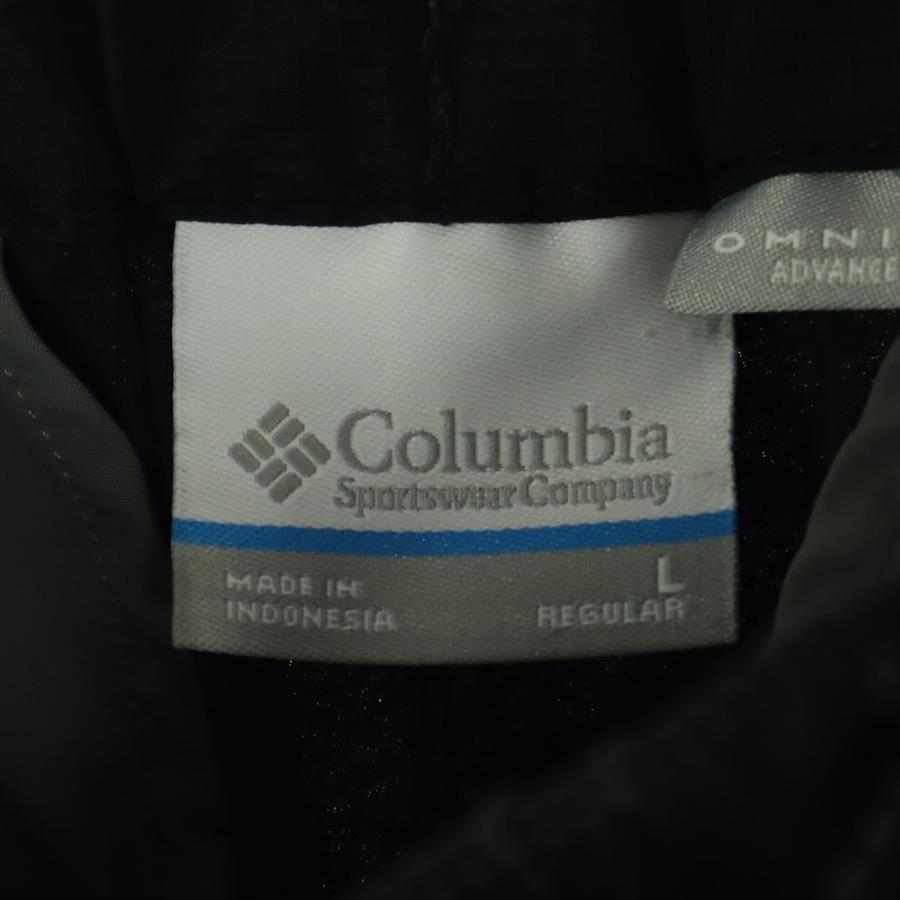 OMNI
ADVANCE
Columbia
Sportswear Company
L
MADE IN
INDONESIA
REGULAR